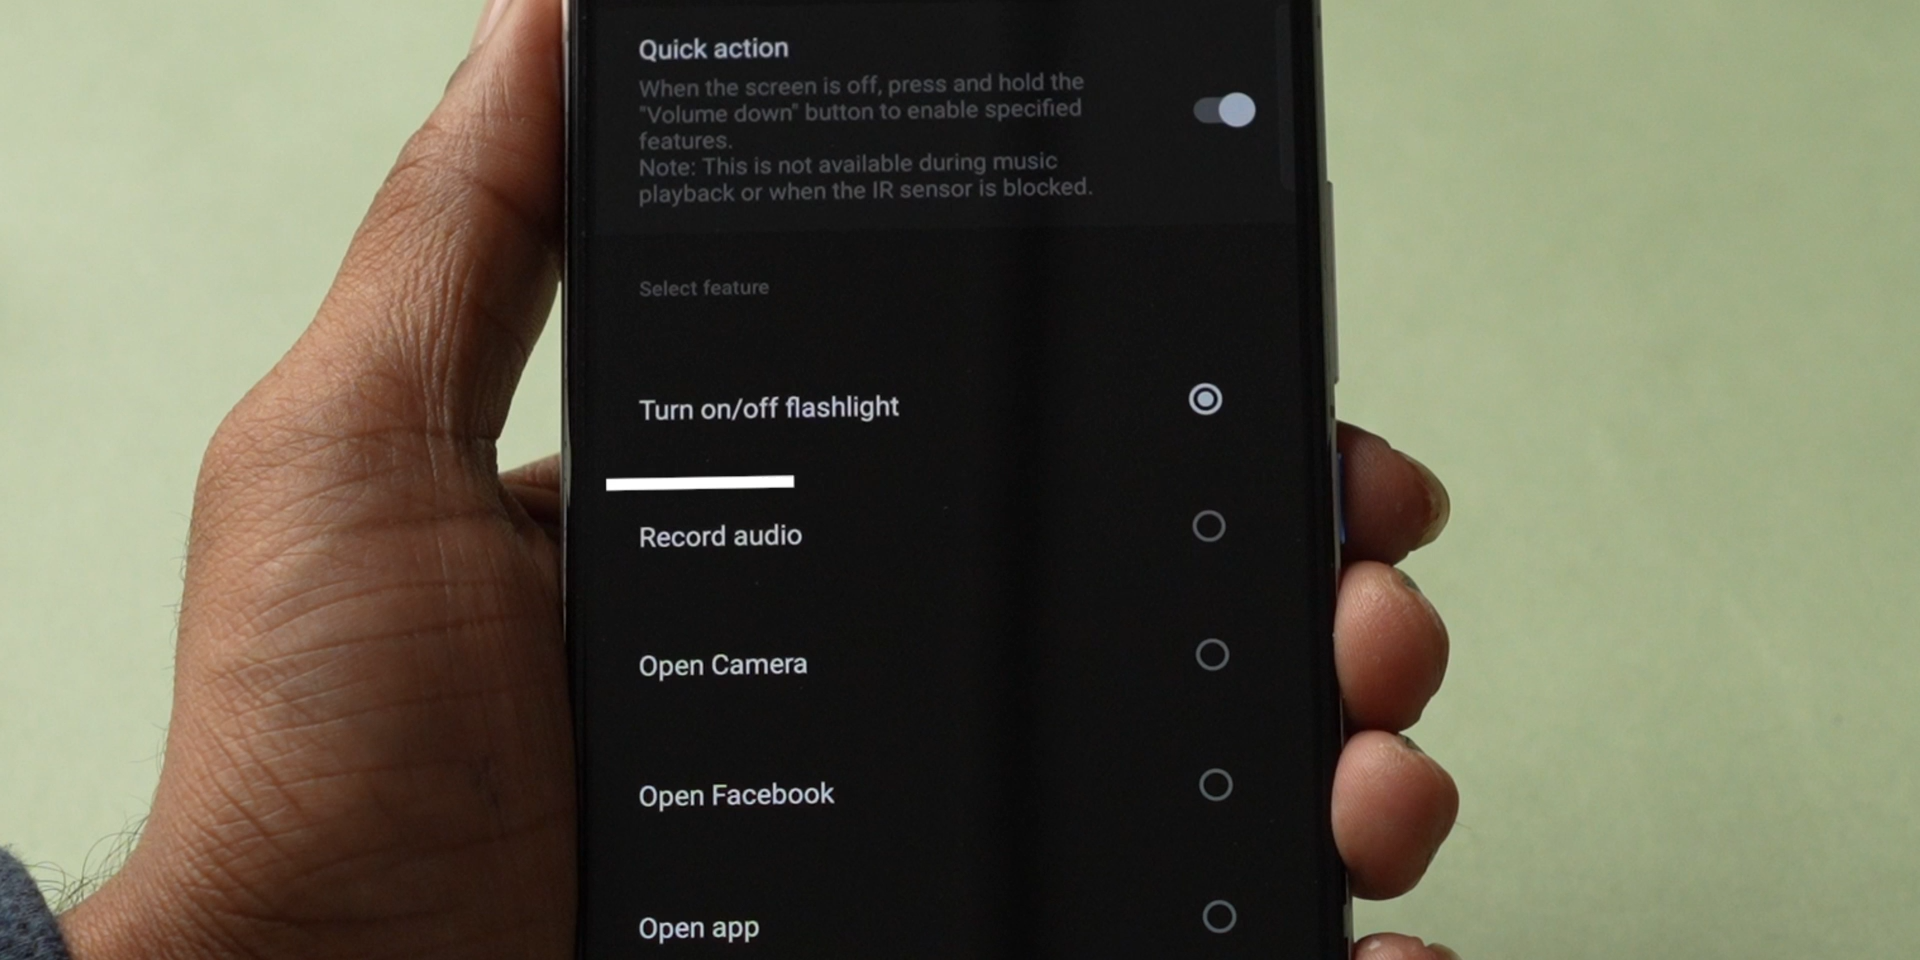 Quick action
When the screen is off, press and hold the
"Volume down" button to enable specified
features.
Note: This is not available during music
playback or when the IR sensor is blocked.
Select feature
Turn on/off flashlight
Record audio
Open Camera
Open Facebook
Open app